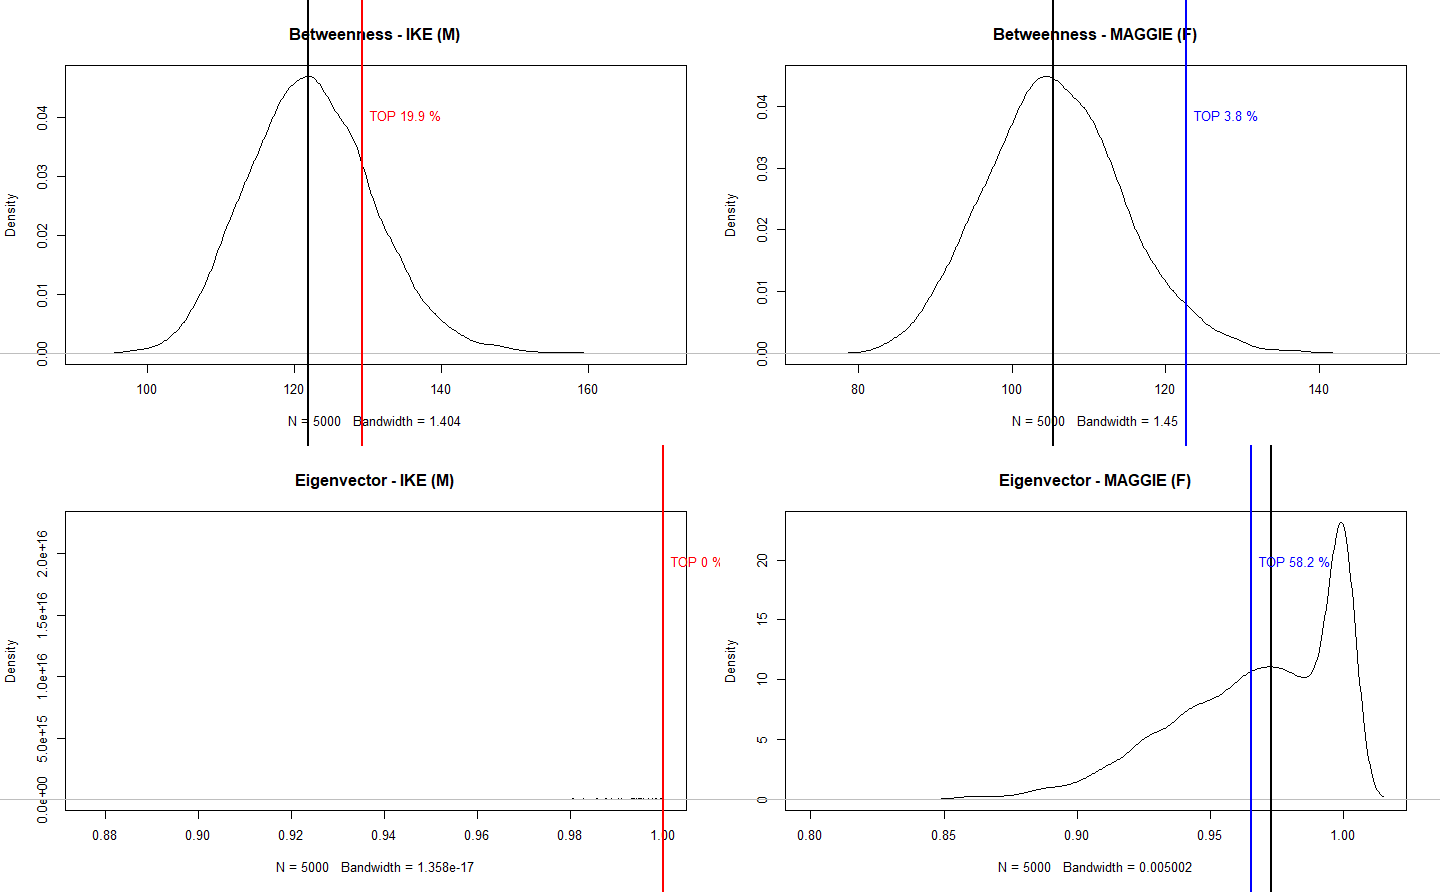 Betweenness - IKE (M)
Density
0.00
0.01
0.02
0.03
0.04
TOP 19.9 %
100
120
140
160
N = 5000 Bandwidth = 1.404
Betweenness - MAGGIE (F)
Density
0.00
0.01
0.02
0.03
0.04
TOP 3.8 %
80
100
120
140
N = 5000 Bandwidth = 1.45
Eigenvector - IKE (M)
Density
0.0e+00
5.0e+15
1.0e+16
1.5e+16
2.0e+16
TOP 0 %
0.88
0.90
0.92
0.94
0.96
0.98
1.00
N = 5000 Bandwidth = 1.358e-17
Eigenvector - MAGGIE (F)
Density
0
5
10
15
20
TOP 58.2 %
0.80
0.85
0.90
0.95
1.00
N = 5000 Bandwidth = 0.005002